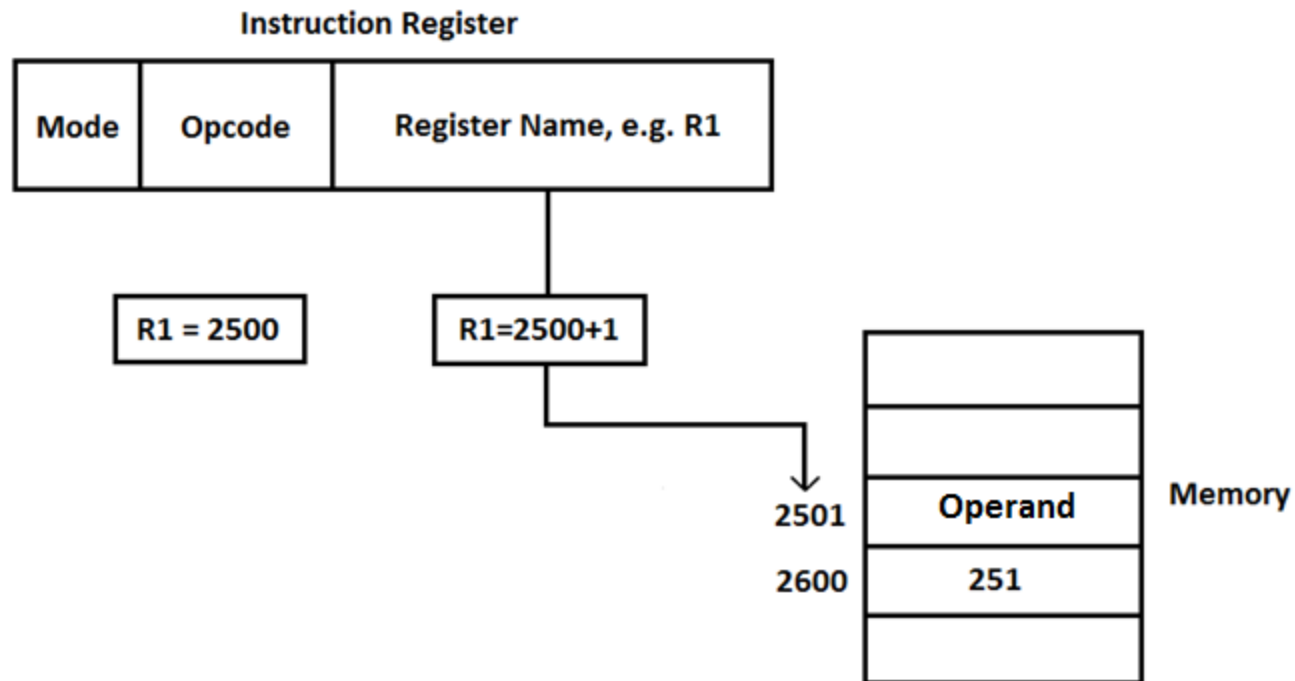 Instruction Register
Mode
Opcode
Register Name, e.g. R1
R1 = 2500
R1=2500+1
2501
Operand
Memory
2600
251